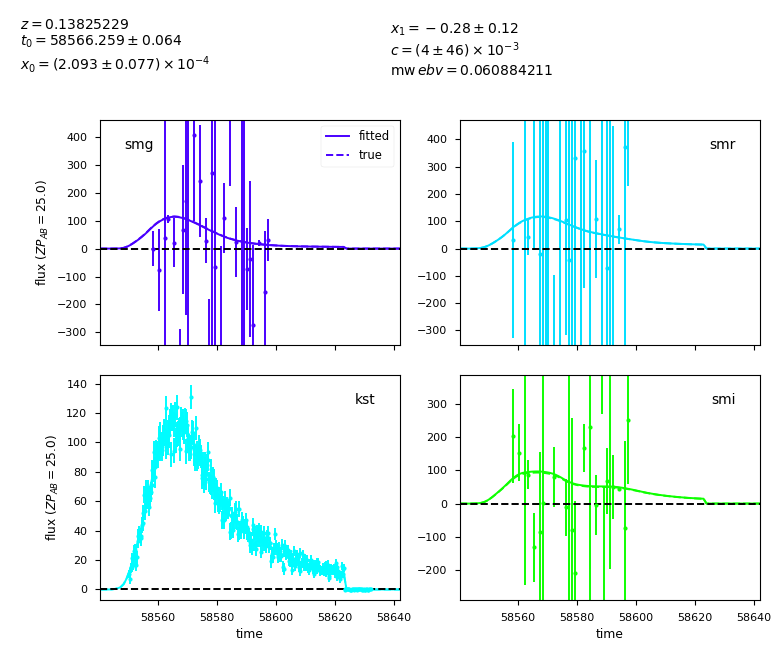 z = 0.13825229
t₀ = 58566.259 ± 0.064
x₀ = (2.093 ± 0.077) × 10⁻⁴
x₁ = −0.28 ± 0.12
c = (4 ± 46) × 10⁻³
mw ebv = 0.060884211
smg
fitted
true
400
300
200
100
0
−100
−200
−300
flux (ZP_AB = 25.0)
smr
400
300
200
100
0
−100
−200
−300
kst
140
120
100
80
60
40
20
0
flux (ZP_AB = 25.0)
58560 58580 58600 58620 58640
time
smi
300
200
100
0
−100
−200
58560 58580 58600 58620 58640
time